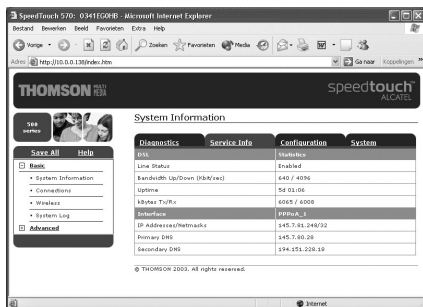 SpeedTouch 570: 0341EG0HB - Microsoft Internet Explorer
Bestand Bewerken Beeld Favorieten Extra Help
Vorige Zoeken Favorieten Media
Adres http://10.0.0.138/index.htm Ga naar Koppelingen »
THOMSON MULTI MEDIA
speedtouch™
ALCATEL
500 series
Save All Help
Basic
System Information
Connections
Wireless
System Log
Advanced
System Information
Diagnostics Service Info Configuration System
DSL Statistics
Line Status Enabled
Bandwidth Up/Down (Kbit/sec) 640 / 4096
Uptime 5d 01:06
kBytes Tx/Rx 6065 / 6008
Interface PPPoA_1
IP Addresses/Netmasks 145.7.81.248/32
Primary DNS 145.7.80.28
Secondary DNS 194.151.228.18
© THOMSON 2003. All rights reserved.
Internet